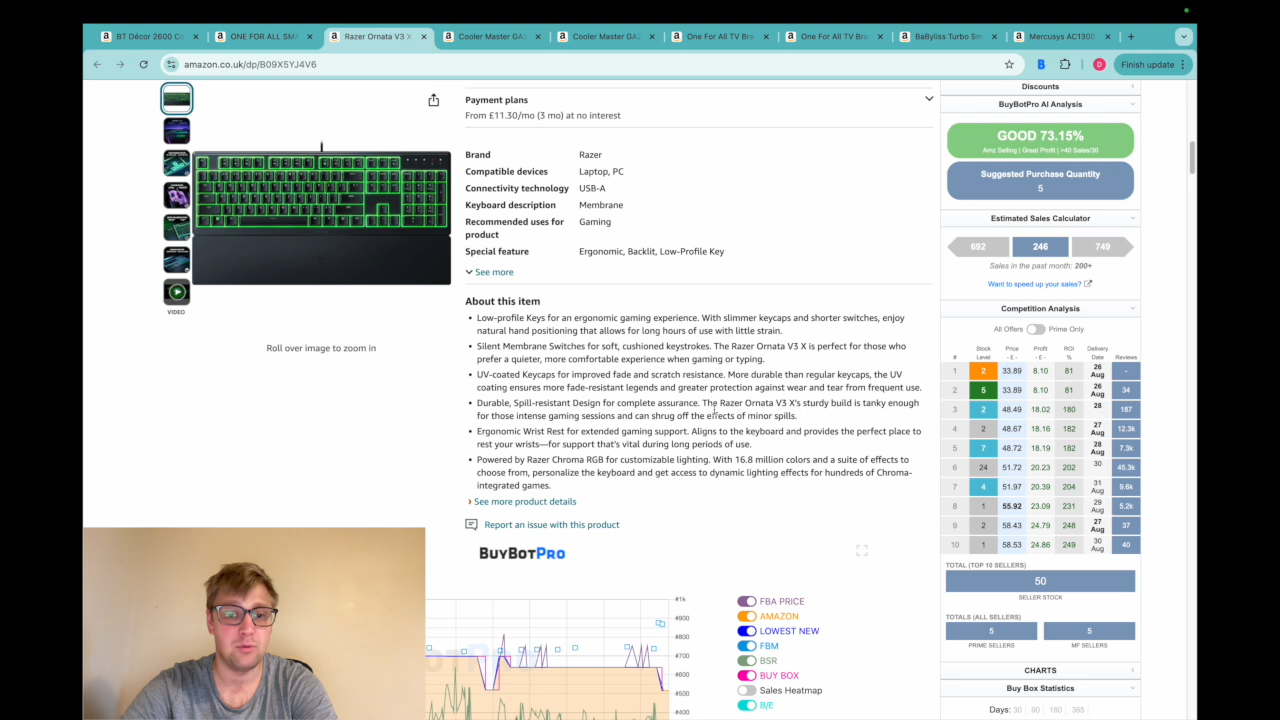 BT Décor 2600 Co
ONE FOR ALL SMA
Razer Ornata V3 X
Cooler Master GA2
Cooler Master GA2
One For All TV Bra
One For All TV Bra
BaByliss Turbo Sm
Mercusys AC1300
amazon.co.uk/dp/B09X5YJ4V6
B
D
Finish update
VIDEO
Roll over image to zoom in
Payment plans
From £11.30/mo (3 mo) at no interest
Brand Razer
Compatible devices Laptop, PC
Connectivity technology USB-A
Keyboard description Membrane
Recommended uses for product Gaming
Special feature Ergonomic, Backlit, Low-Profile Key
See more
About this item
• Low-profile Keys for an ergonomic gaming experience. With slimmer keycaps and shorter switches, enjoy
natural hand positioning that allows for long hours of use with little strain.
• Silent Membrane Switches for soft, cushioned keystrokes. The Razer Ornata V3 X is perfect for those who
prefer a quieter, more comfortable experience when gaming or typing.
• UV-coated Keycaps for improved fade and scratch resistance. More durable than regular keycaps, the UV
coating ensures more fade-resistant legends and greater protection against wear and tear from frequent use.
• Durable, Spill-resistant Design for complete assurance. The Razer Ornata V3 X's sturdy build is tanky enough
for those intense gaming sessions and can shrug off the effects of minor spills.
• Ergonomic Wrist Rest for extended gaming support. Aligns to the keyboard and provides the perfect place to
rest your wrists—for support that's vital during long periods of use.
• Powered by Razer Chroma RGB for customizable lighting. With 16.8 million colors and a suite of effects to
choose from, personalize the keyboard and get access to dynamic lighting effects for hundreds of Chroma-
integrated games.
› See more product details
Report an issue with this product
BUYBOTPRO
#1k
#900
#800
#700
#600
#500
#400
FBA PRICE
AMAZON
LOWEST NEW
FBM
BSR
BUY BOX
Sales Heatmap
B/E
Discounts
BuyBotPro AI Analysis
GOOD 73.15%
Amz Selling | Great Profit | >40 Sales/30
Suggested Purchase Quantity
5
Estimated Sales Calculator
692 246 749
Sales in the past month: 200+
Want to speed up your sales?
Competition Analysis
All Offers Prime Only
# Stock Level Price - £ - Profit - £ - ROI % Delivery Date Reviews
1 2 33.89 8.10 81 26 Aug -
2 5 33.89 8.10 81 26 Aug 34
3 2 48.49 18.02 180 28 187
4 2 48.67 18.16 182 27 Aug 12.3k
5 7 48.72 18.19 182 28 Aug 7.3k
6 24 51.72 20.23 202 30 45.3k
7 4 51.97 20.39 204 31 Aug 9.6k
8 1 55.92 23.09 231 29 Aug 5.2k
9 2 58.43 24.79 248 27 Aug 37
10 1 58.53 24.86 249 30 Aug 40
TOTAL (TOP 10 SELLERS)
50
SELLER STOCK
TOTALS (ALL SELLERS)
5 5
PRIME SELLERS MF SELLERS
CHARTS
Buy Box Statistics
Days: 30 90 180 365